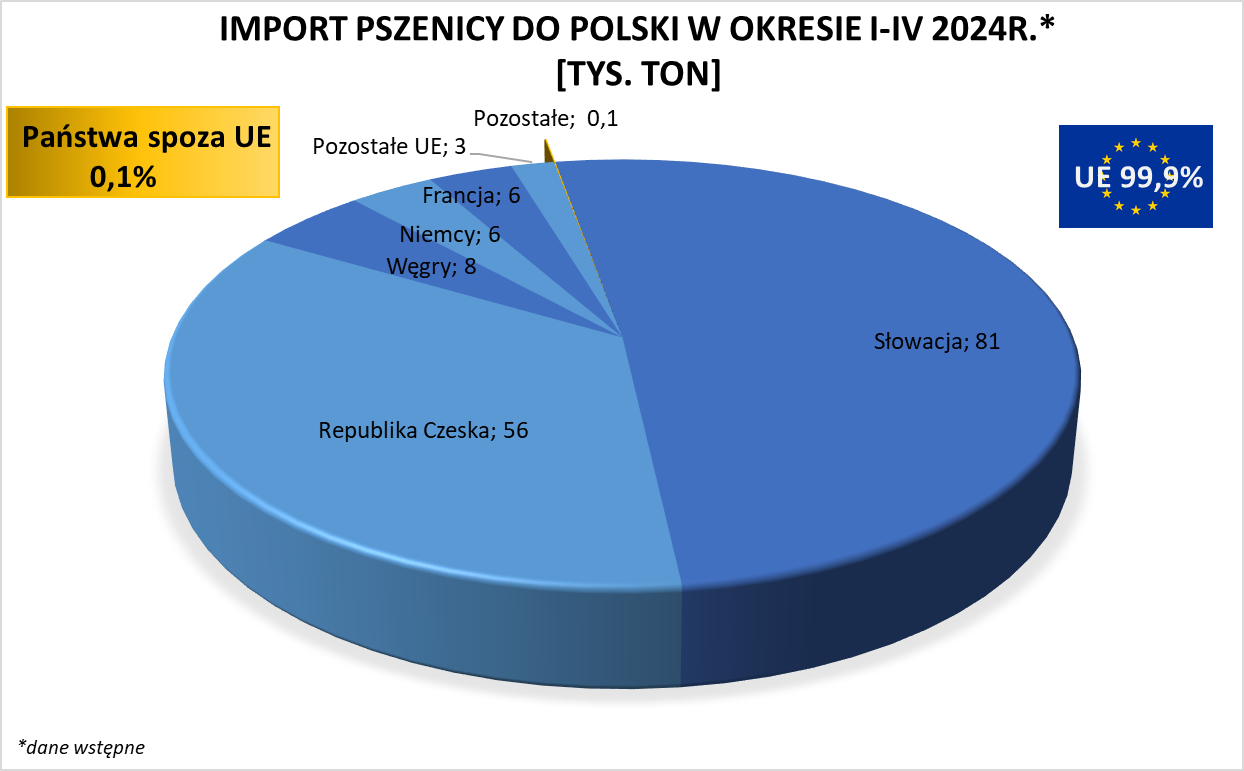 IMPORT PSZENICY DO POLSKI W OKRESIE I-IV 2024R.*
[TYS. TON]
Państwa spoza UE
0,1%
UE 99,9%
Pozostałe;  0,1
Pozostałe UE; 3
Francja; 6
Niemcy; 6
Węgry; 8
Słowacja; 81
Republika Czeska; 56
*dane wstępne